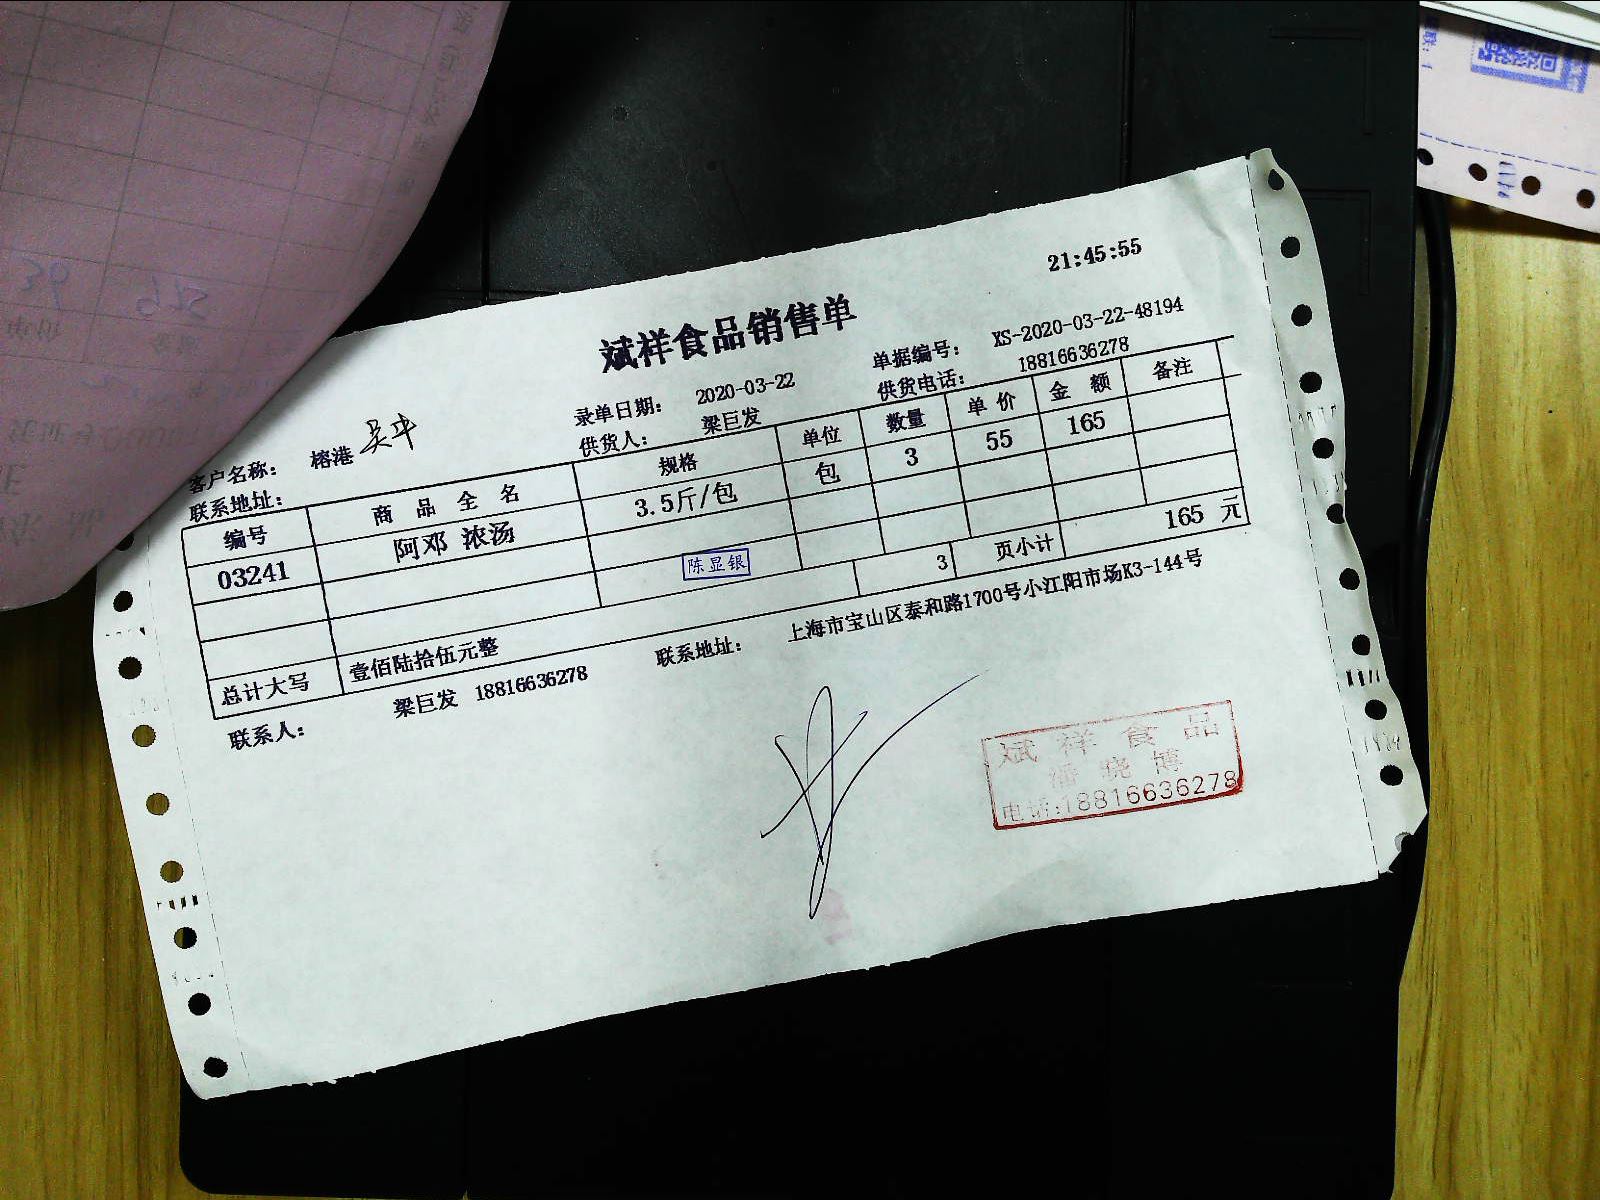 21:45:55
斌祥食品销售单
录单日期： 2020-03-22 单据编号： XS-2020-03-22-48194
客户名称： 榕港 吴中 供货人： 梁巨发 供货电话： 18816636278
联系地址：
编号 商品全名 规格 单位 数量 单价 金额 备注
03241 阿邓 浓汤 3.5斤/包 包 3 55 165
陈显银
3 页小计 165 元
总计大写 壹佰陆拾伍元整
联系人： 梁巨发 18816636278 联系地址： 上海市宝山区泰和路1700号小江阳市场K3-144号
斌祥食品
潘晓博
电话:18816636278